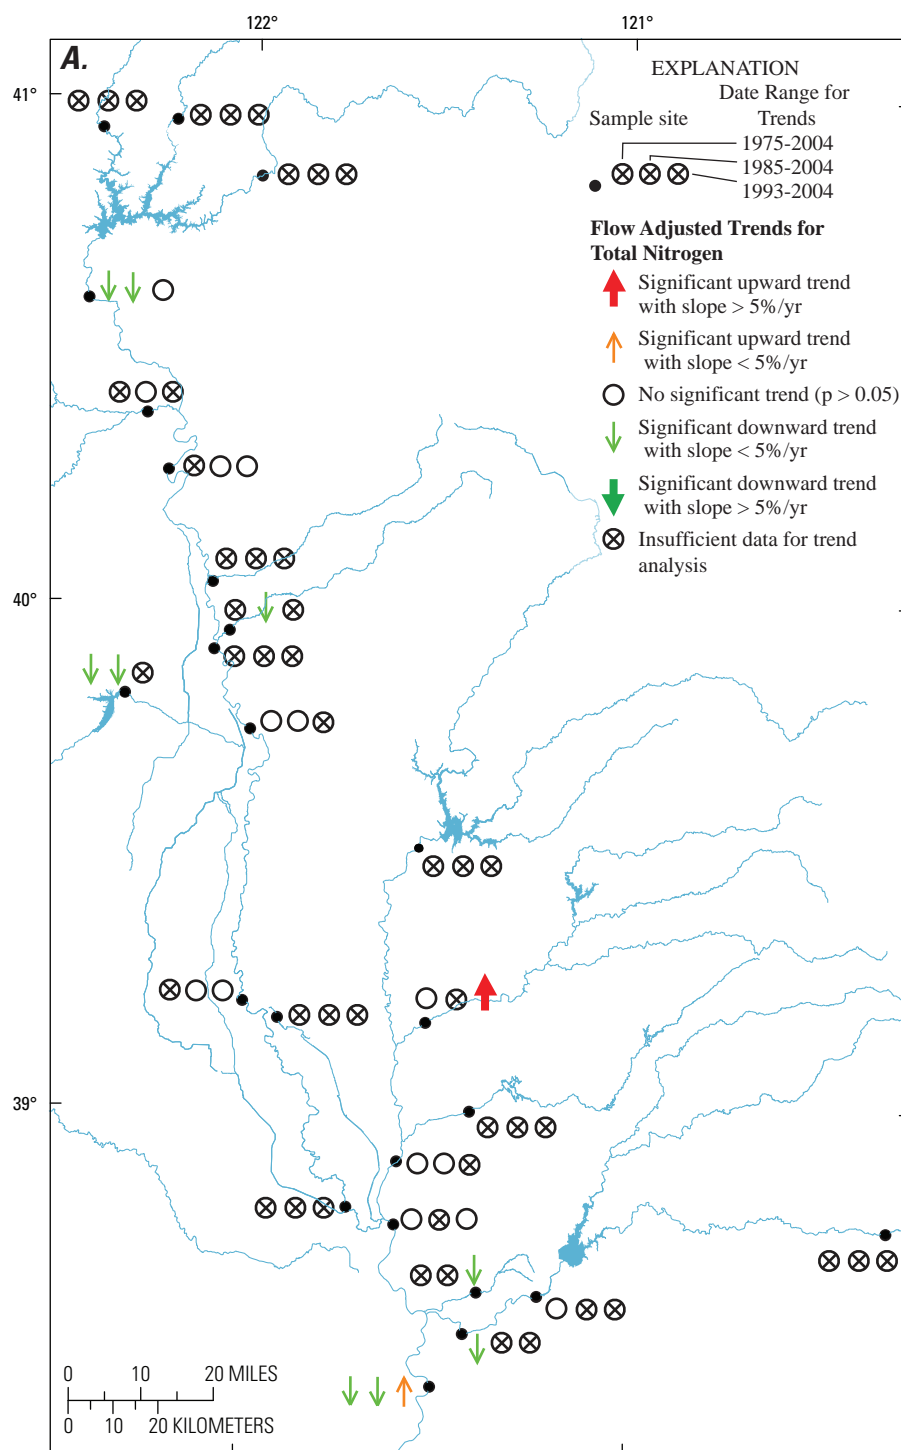 122°
121°
A.
41°
EXPLANATION
Date Range for
Trends
Sample site
1975-2004
1985-2004
1993-2004
Flow Adjusted Trends for
Total Nitrogen
Significant upward trend
with slope > 5%/yr
Significant upward trend
with slope < 5%/yr
No significant trend (p > 0.05)
Significant downward trend
with slope < 5%/yr
Significant downward trend
with slope > 5%/yr
Insufficient data for trend
analysis
40°
39°
0 10 20 MILES
0 10 20 KILOMETERS